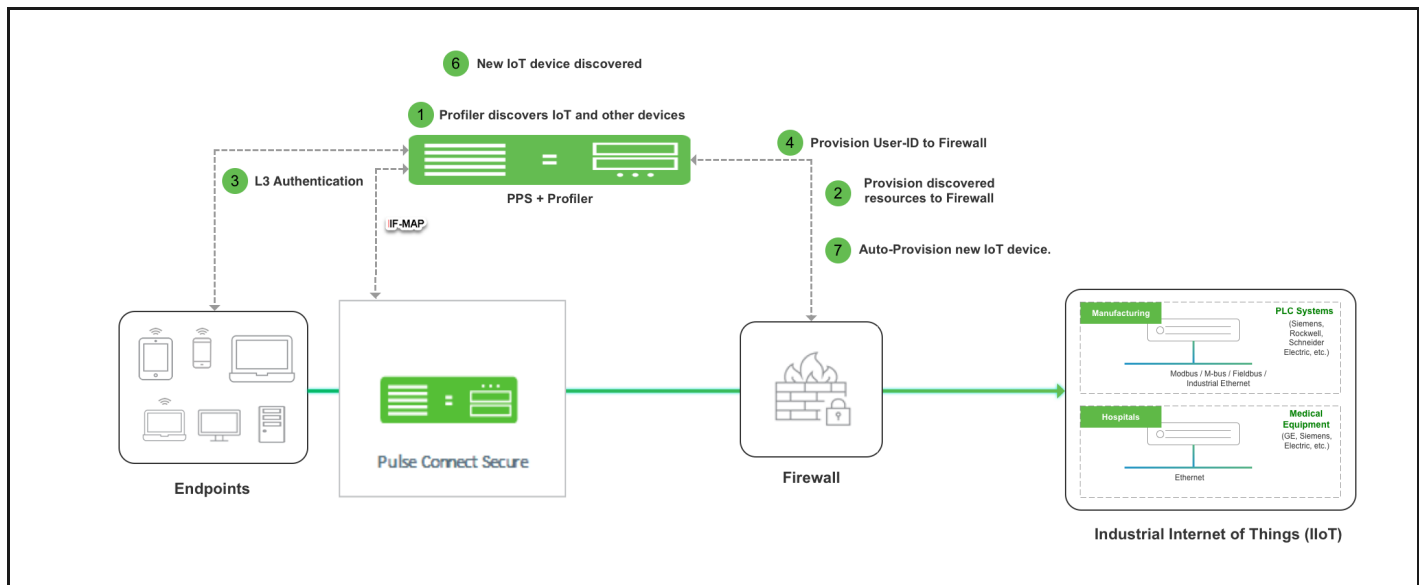 6 New IoT device discovered
1 Profiler discovers IoT and other devices
4 Provision User-ID to Firewall
3 L3 Authentication
2 Provision discovered
resources to Firewall
PPS + Profiler
IF-MAP
7 Auto-Provision new IoT device.
Pulse Connect Secure
Endpoints
Firewall
Manufacturing
PLC Systems
(Siemens,
Rockwell,
Schneider
Electric, etc.)
Modbus / M-bus / Fieldbus /
Industrial Ethernet
Hospitals
Medical
Equipment
(GE, Siemens,
Electric, etc.)
Ethernet
Industrial Internet of Things (IIoT)